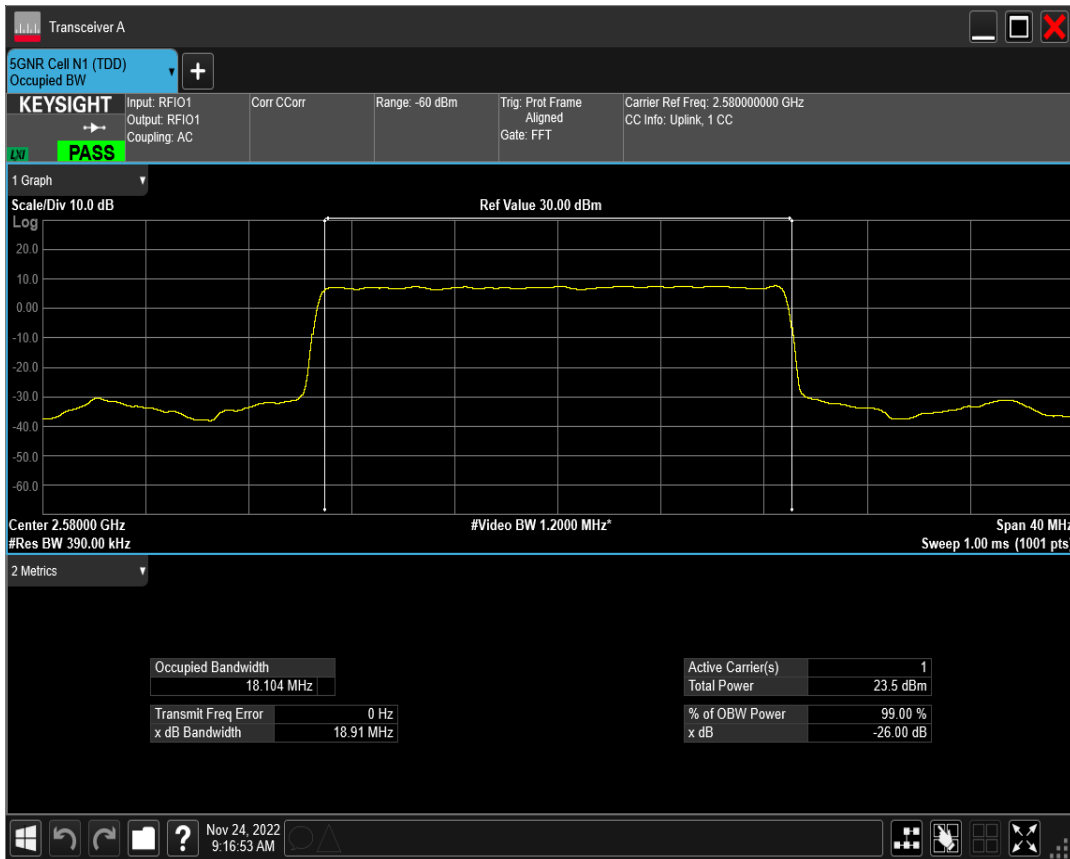 Transceiver A
5GNR Cell N1 (TDD)
Occupied BW
+
KEYSIGHT
LXI
PASS
Input: RFIO1
Output: RFIO1
Coupling: AC
Corr CCorr
Range: -60 dBm
Trig: Prot Frame
Aligned
Gate: FFT
Carrier Ref Freq: 2.580000000 GHz
CC Info: Uplink, 1 CC
1 Graph
Scale/Div 10.0 dB
Ref Value 30.00 dBm
Log
20.0
10.0
0.00
-10.0
-20.0
-30.0
-40.0
-50.0
-60.0
Center 2.58000 GHz
#Video BW 1.2000 MHz*
Span 40 MHz
#Res BW 390.00 kHz
Sweep 1.00 ms (1001 pts)
2 Metrics
Occupied Bandwidth
18.104 MHz
Transmit Freq Error 0 Hz
x dB Bandwidth 18.91 MHz
Active Carrier(s) 1
Total Power 23.5 dBm
% of OBW Power 99.00 %
x dB -26.00 dB
?
Nov 24, 2022
9:16:53 AM